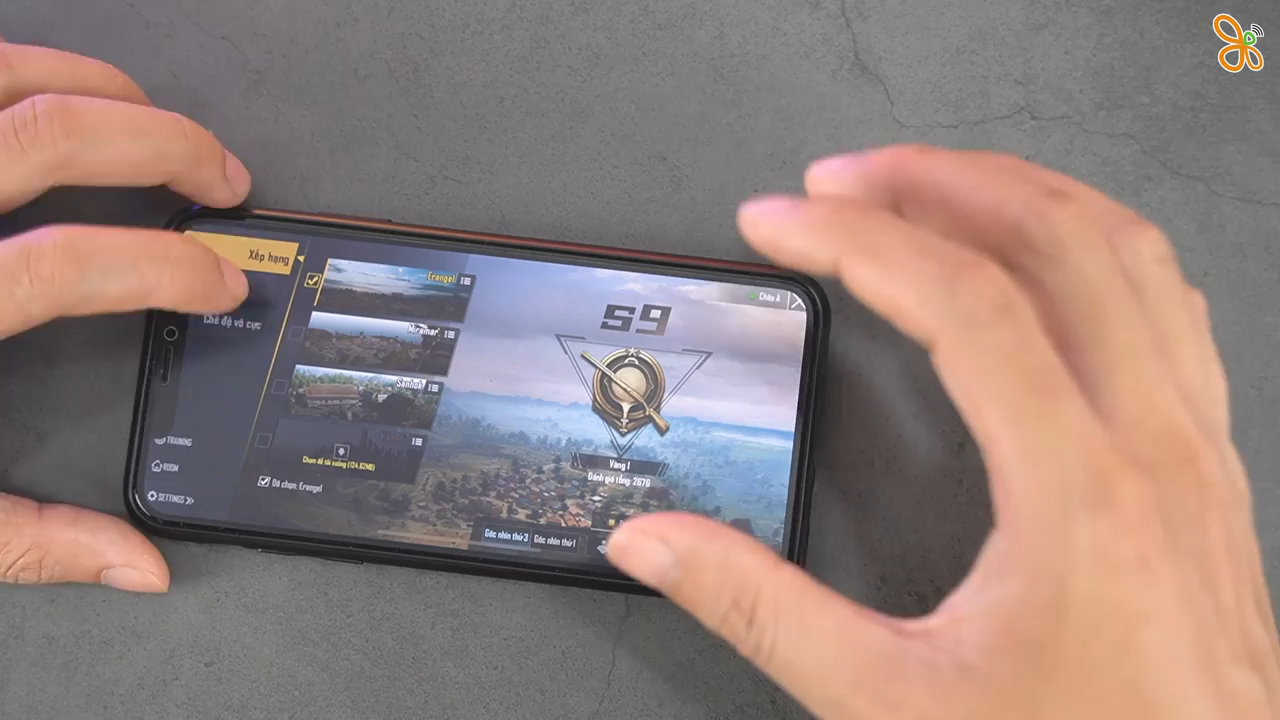 Xếp hạng
Chế độ vô cực
TRAINING
ROOM
SETTINGS
Erangel
Miramar
Sanhok
Chạm để tải xuống (124.82MB)
Đã chọn: Erangel
Châu Á
S9
Vàng I
Đánh giá tổng: 2676
Góc nhìn thứ 3
Góc nhìn thứ 1